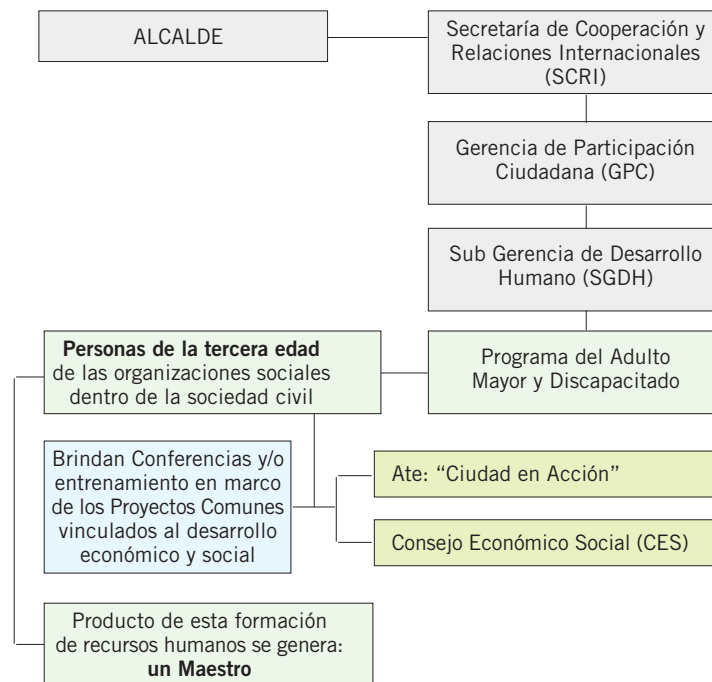 ALCALDE
Secretaría de Cooperación y
Relaciones Internacionales
(SCRI)
Gerencia de Participación
Ciudadana (GPC)
Sub Gerencia de Desarrollo
Humano (SGDH)
Personas de la tercera edad
de las organizaciones sociales
dentro de la sociedad civil
Programa del Adulto
Mayor y Discapacitado
Brindan Conferencias y/o
entrenamiento en marco
de los Proyectos Comunes
vinculados al desarrollo
económico y social
Ate: “Ciudad en Acción”
Consejo Económico Social (CES)
Producto de esta formación
de recursos humanos se genera:
un Maestro